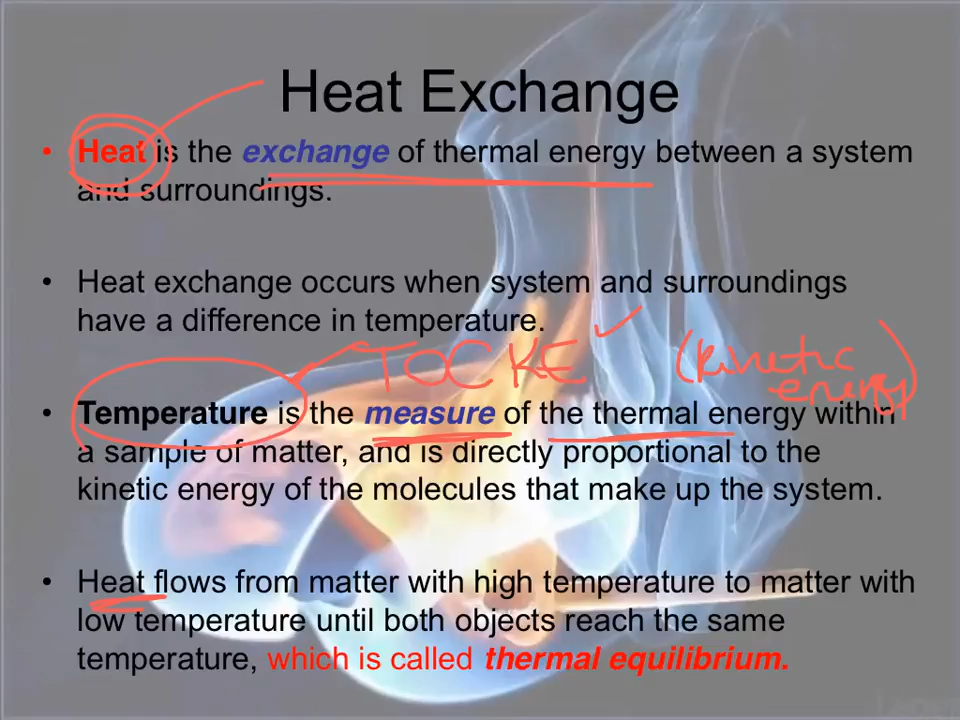 Heat Exchange
• Heat is the exchange of thermal energy between a system
and surroundings.
• Heat exchange occurs when system and surroundings
have a difference in temperature.
TOCKE (kinetic
energy)
• Temperature is the measure of the thermal energy within
a sample of matter, and is directly proportional to the
kinetic energy of the molecules that make up the system.
• Heat flows from matter with high temperature to matter with
low temperature until both objects reach the same
temperature, which is called thermal equilibrium.